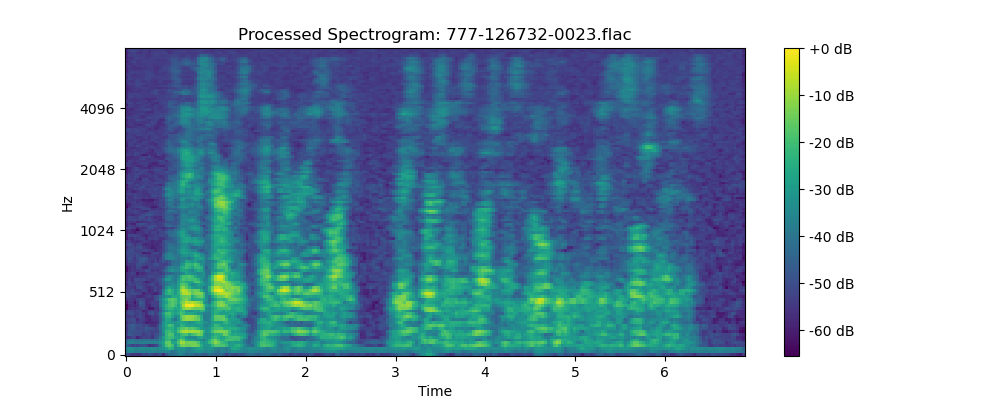 Processed Spectrogram: 777-126732-0023.flac
+0 dB
4096
-10 dB
-20 dB
2048
Hz
-30 dB
1024
-40 dB
512
-50 dB
-60 dB
0
0 1 2 3 4 5 6
Time